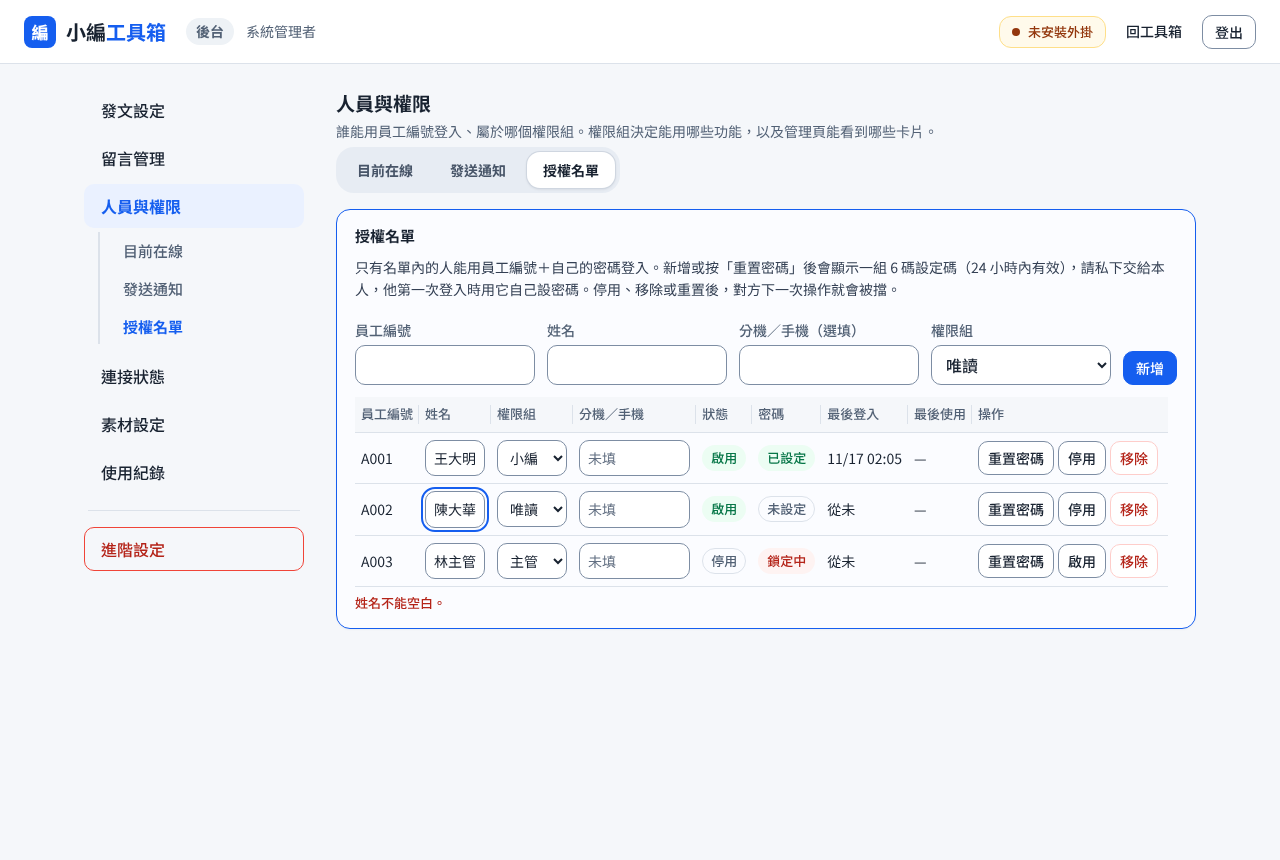 編 小編工具箱 後台 系統管理者 未安裝外掛 回工具箱 登出
發文設定
留言管理
人員與權限
目前在線
發送通知
授權名單
連接狀態
素材設定
使用紀錄
進階設定
人員與權限
誰能用員工編號登入、屬於哪個權限組。權限組決定能用哪些功能，以及管理頁能看到哪些卡片。
目前在線 發送通知 授權名單
授權名單
只有名單內的人能用員工編號＋自己的密碼登入。新增或按「重置密碼」後會顯示一組 6 碼設定碼（24 小時內有效），請私下交給本
人，他第一次登入時用它自己設密碼。停用、移除或重置後，對方下一次操作就會被擋。
員工編號 姓名 分機／手機（選填） 權限組
唯讀 新增
員工編號 姓名 權限組 分機／手機 狀態 密碼 最後登入 最後使用 操作
A001 王大明 小編 未填 啟用 已設定 11/17 02:05 — 重置密碼 停用 移除
A002 陳大華 唯讀 未填 啟用 未設定 從未 — 重置密碼 停用 移除
A003 林主管 主管 未填 停用 鎖定中 從未 — 重置密碼 啟用 移除
姓名不能空白。